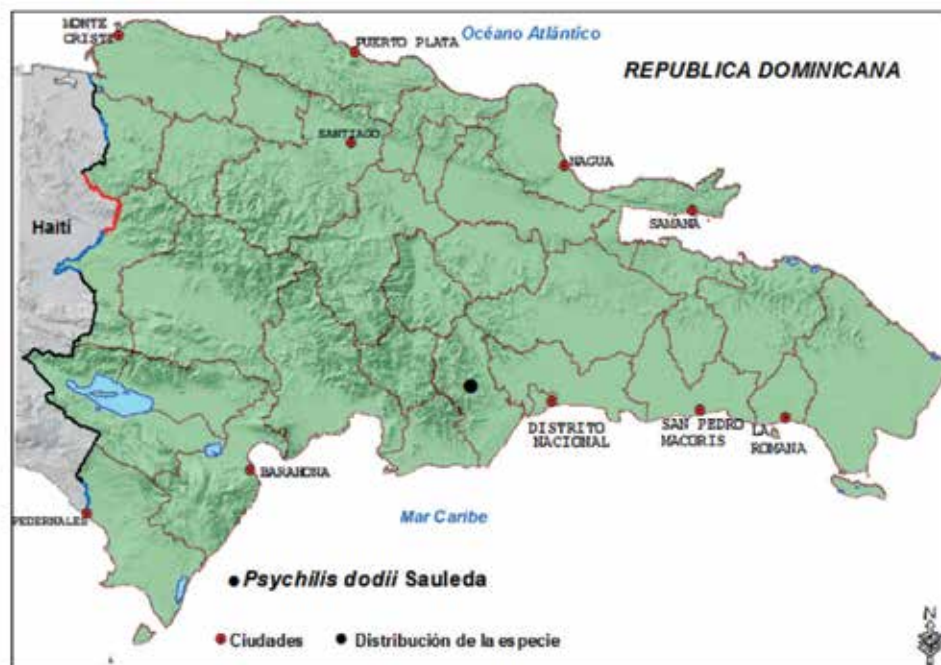 MONTE
CRISTI
PUERTO PLATA
Océano Atlántico
REPUBLICA DOMINICANA
SANTIAGO
NAGUA
SAMANA
Haití
DISTRITO
NACIONAL
SAN PEDRO
MACORIS
LA
ROMANA
BARAHONA
PEDERNALES
Mar Caribe
Psychilis dodii Sauleda
Ciudades
Distribución de la especie
N